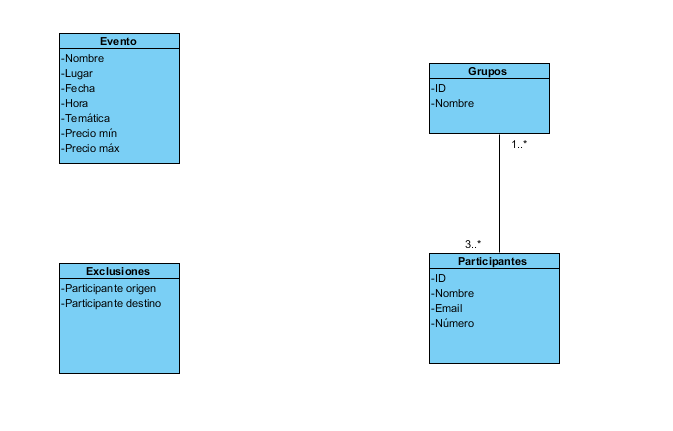 Evento
-Nombre
-Lugar
-Fecha
-Hora
-Temática
-Precio mín
-Precio máx
Grupos
-ID
-Nombre
1..*
3..*
Exclusiones
-Participante origen
-Participante destino
Participantes
-ID
-Nombre
-Email
-Número